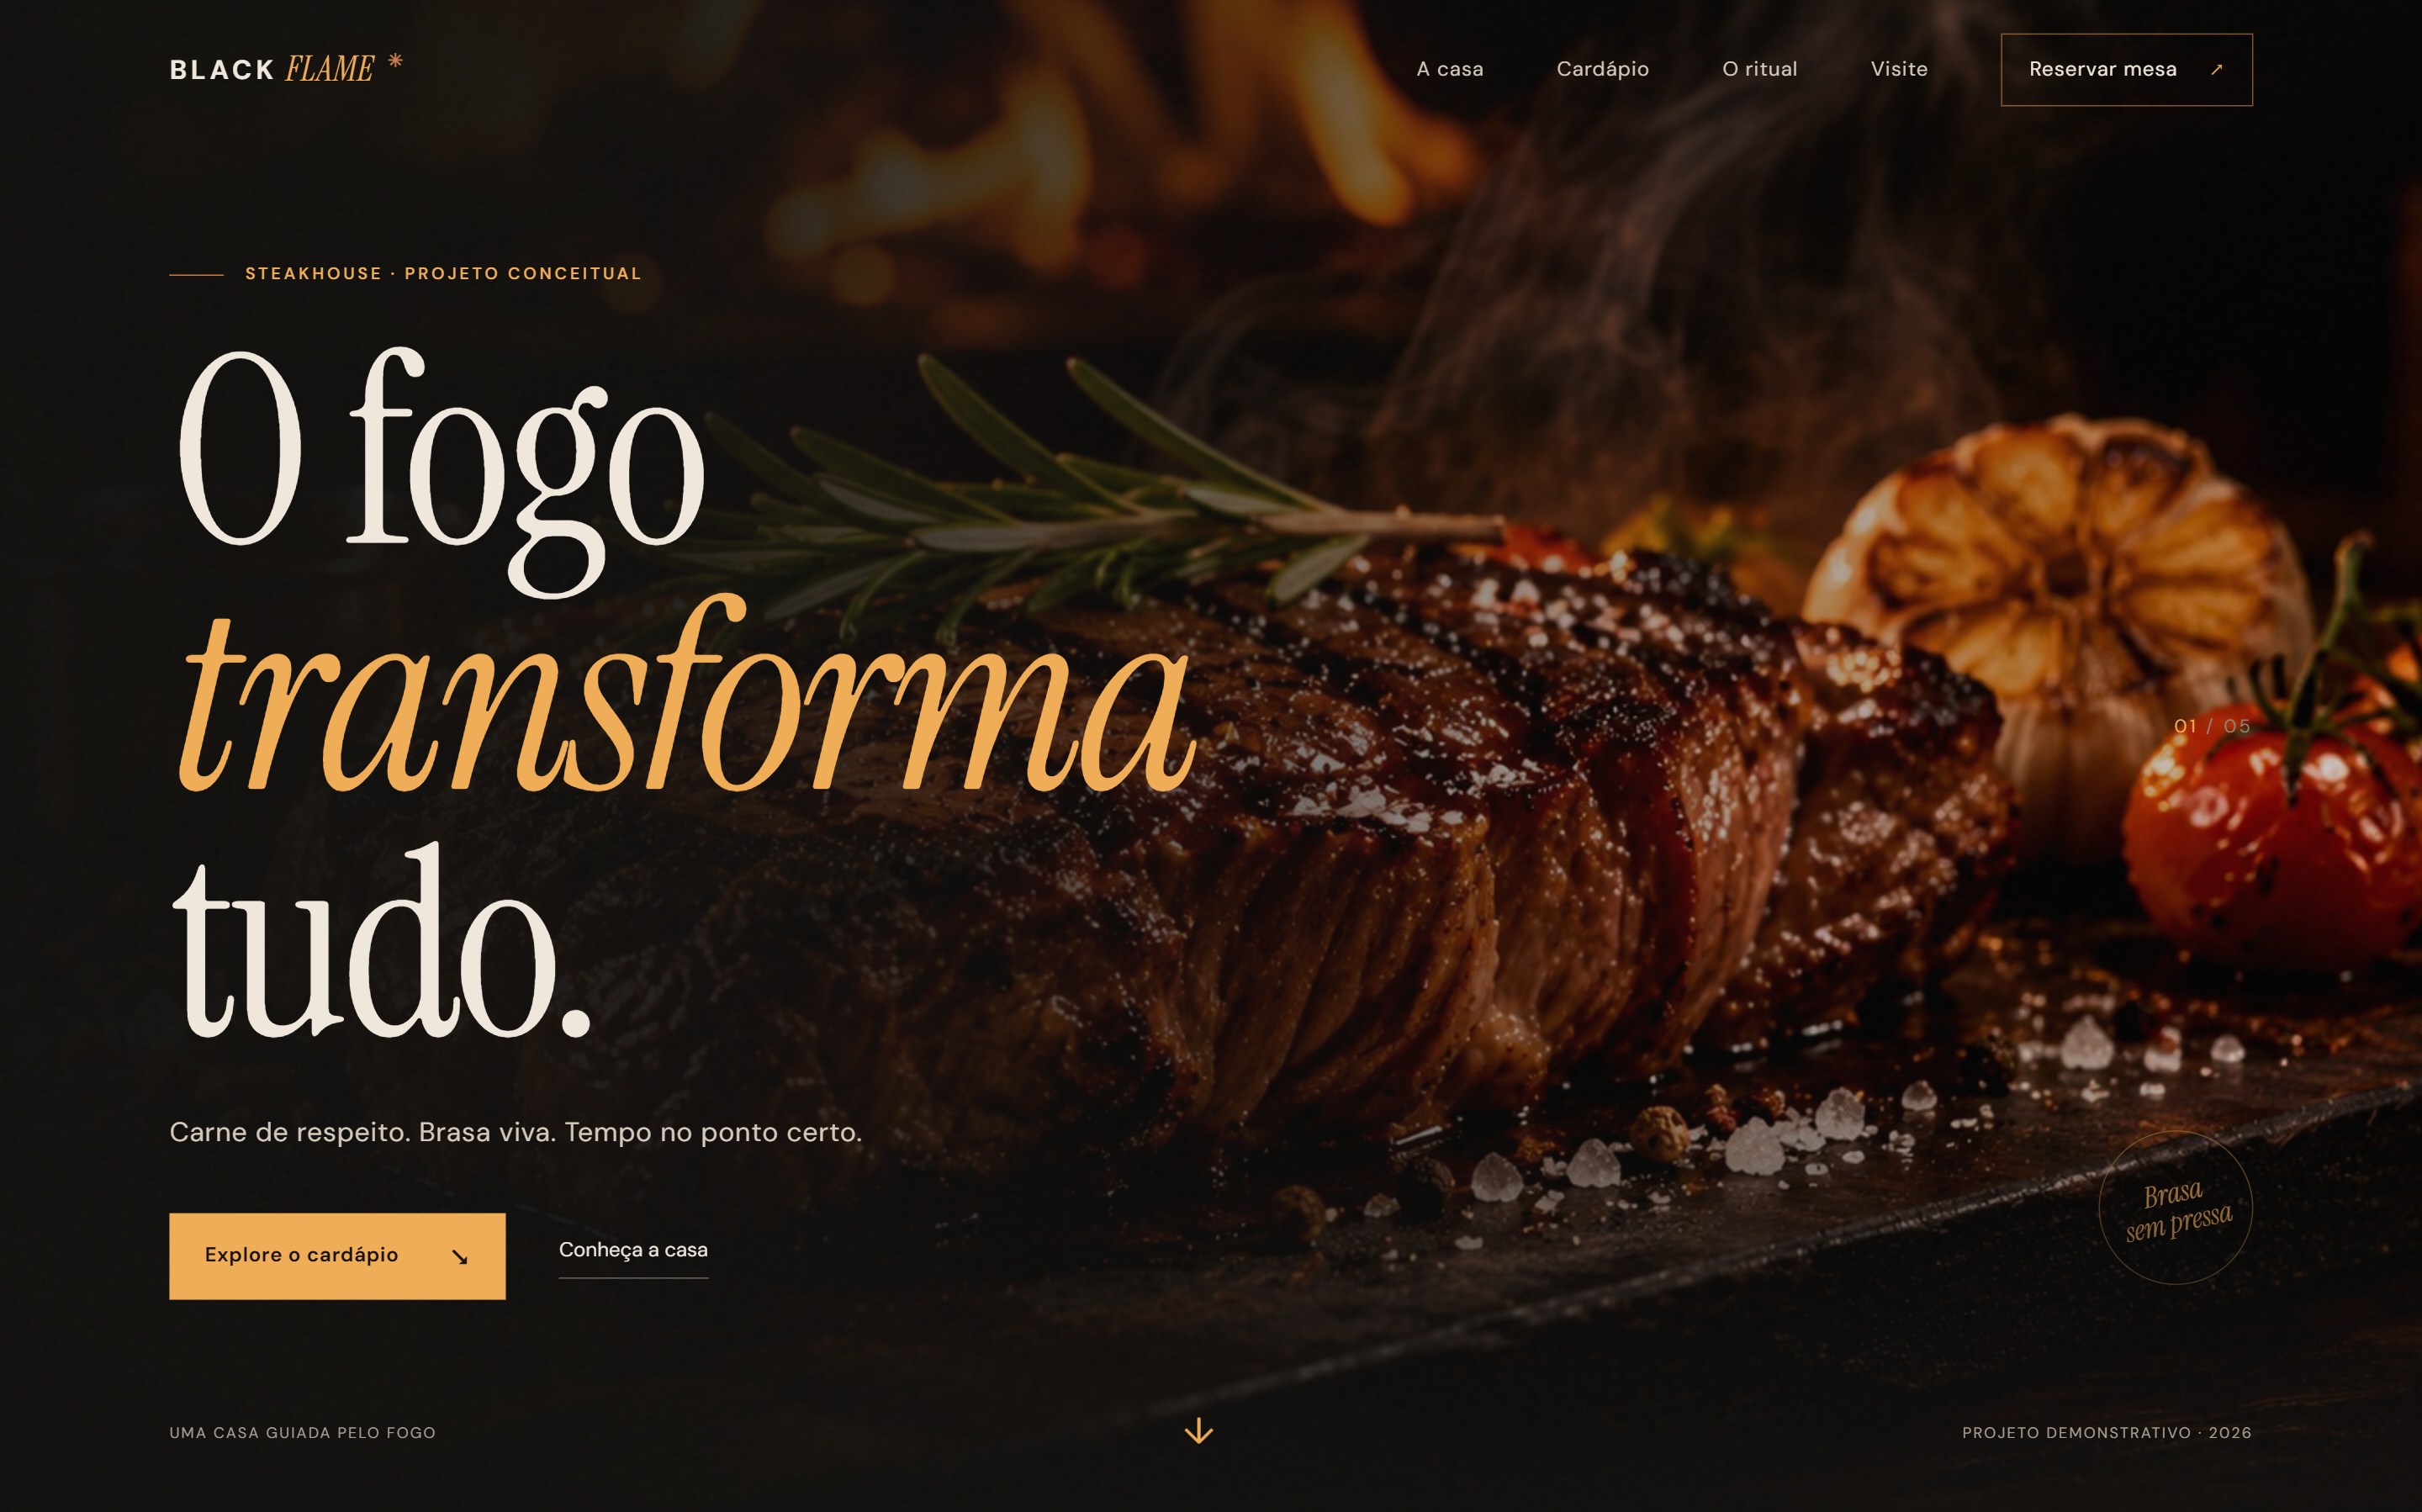 BLACK FLAME *
A casa
Cardápio
O ritual
Visite
Reservar mesa ↗
STEAKHOUSE · PROJETO CONCEITUAL
O fogo
transforma
tudo.
01 / 05
Carne de respeito. Brasa viva. Tempo no ponto certo.
Explore o cardápio ↘
Conheça a casa
Brasa
sem pressa
UMA CASA GUIADA PELO FOGO
↓
PROJETO DEMONSTRATIVO · 2026